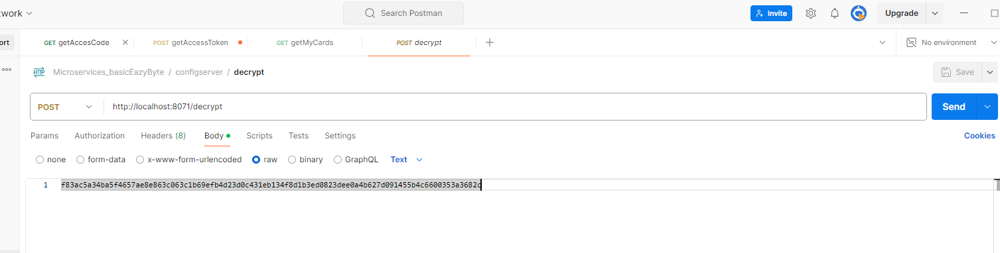 twork
Search Postman
Invite
Upgrade
ort
GET getAccesCode
POST getAccessToken
GET getMyCards
POST decrypt
No environment
HTTP
Microservices_basicEazyByte / configserver / decrypt
Save
POST
http://localhost:8071/decrypt
Send
Params
Authorization
Headers (8)
Body
Scripts
Tests
Settings
Cookies
none
form-data
x-www-form-urlencoded
raw
binary
GraphQL
Text
1
f83ac5a34ba5f4657ae8e863c063c1b69efb4d23d0c431eb134f8d1b3ed0823dee0a4b627d091455b4c6600353a3682c